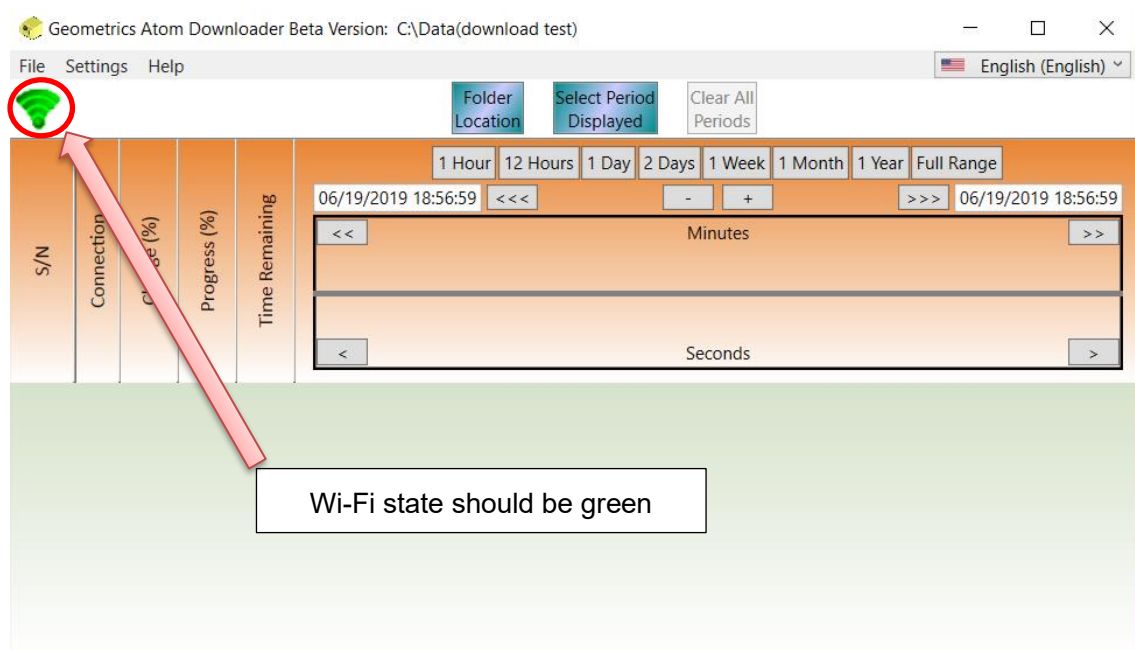 Geometrics Atom Downloader Beta Version: C:\Data(download test)
File Settings Help
English (English)
Folder Location
Select Period Displayed
Clear All Periods
1 Hour 12 Hours 1 Day 2 Days 1 Week 1 Month 1 Year Full Range
06/19/2019 18:56:59 <<< - + >>> 06/19/2019 18:56:59
S/N
Connection
Progress (%)
Time Remaining
<< Minutes >>
< Seconds >
Wi-Fi state should be green